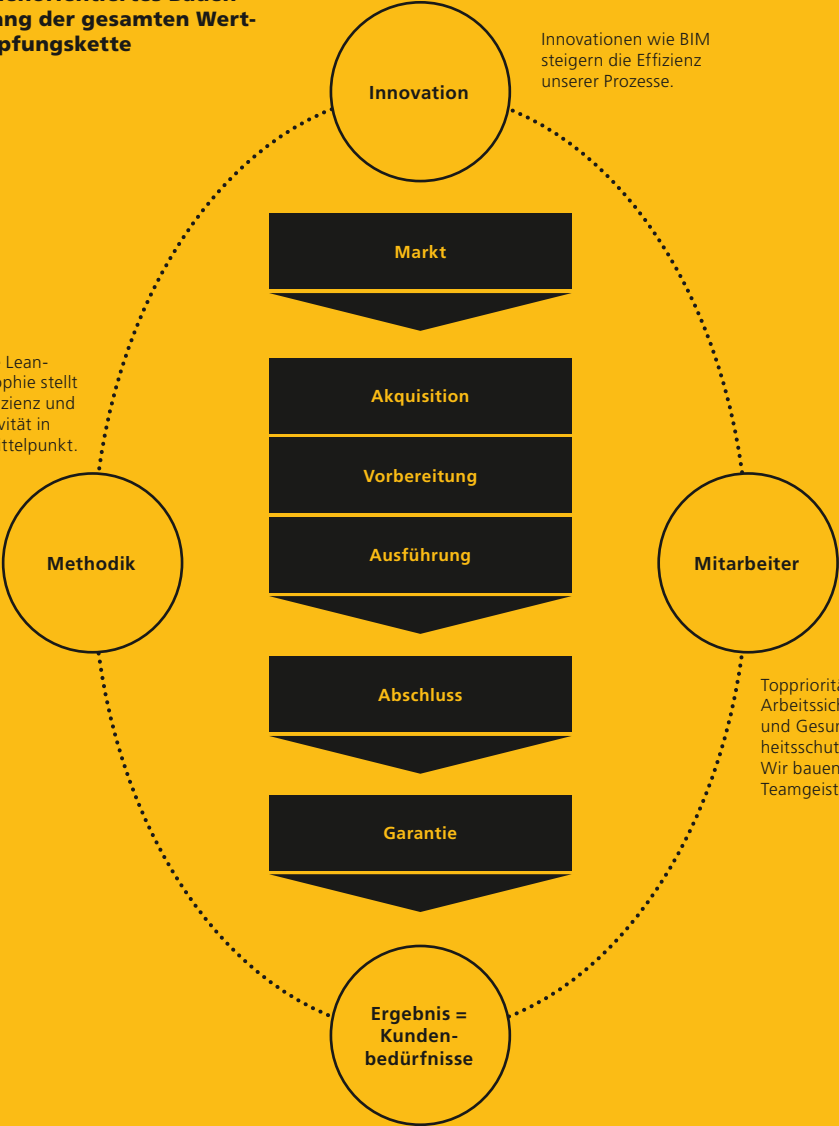 ang der gesamten Wert-
pfungskette
Innovationen wie BIM
steigern die Effizienz
unserer Prozesse.
Innovation
Markt
Lean-
ophie stellt
zienz und
vität in
ttelpunkt.
Akquisition
Vorbereitung
Ausführung
Methodik
Mitarbeiter
Abschluss
Topprioritä
Arbeitssich
und Gesun
heitsschut
Wir bauen
Teamgeist
Garantie
Ergebnis =
Kunden-
bedürfnisse